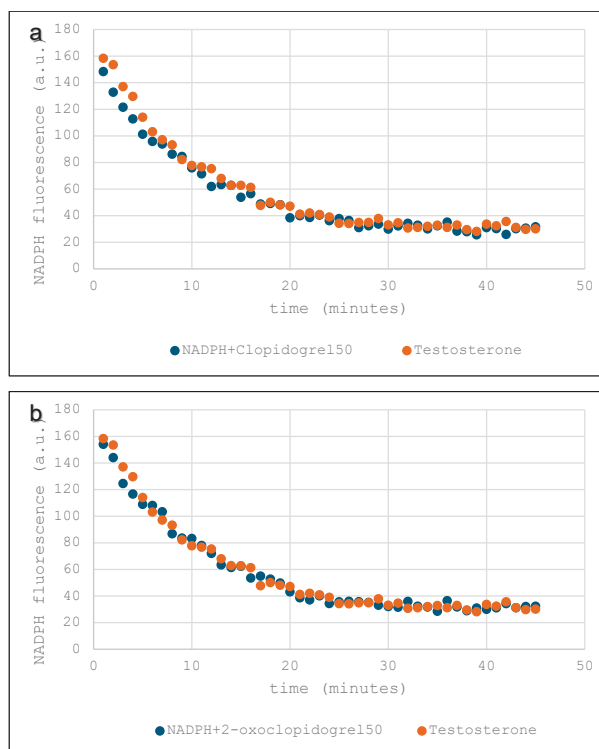 a
NADPH fluorescence (a.u.)
180
160
140
120
100
80
60
40
20
0
0 10 20 30 40 50
time (minutes)
NADPH+Clopidogrel50 Testosterone
b
NADPH fluorescence (a.u.)
180
160
140
120
100
80
60
40
20
0
0 10 20 30 40 50
time (minutes)
NADPH+2-oxoclopidogrel50 Testosterone